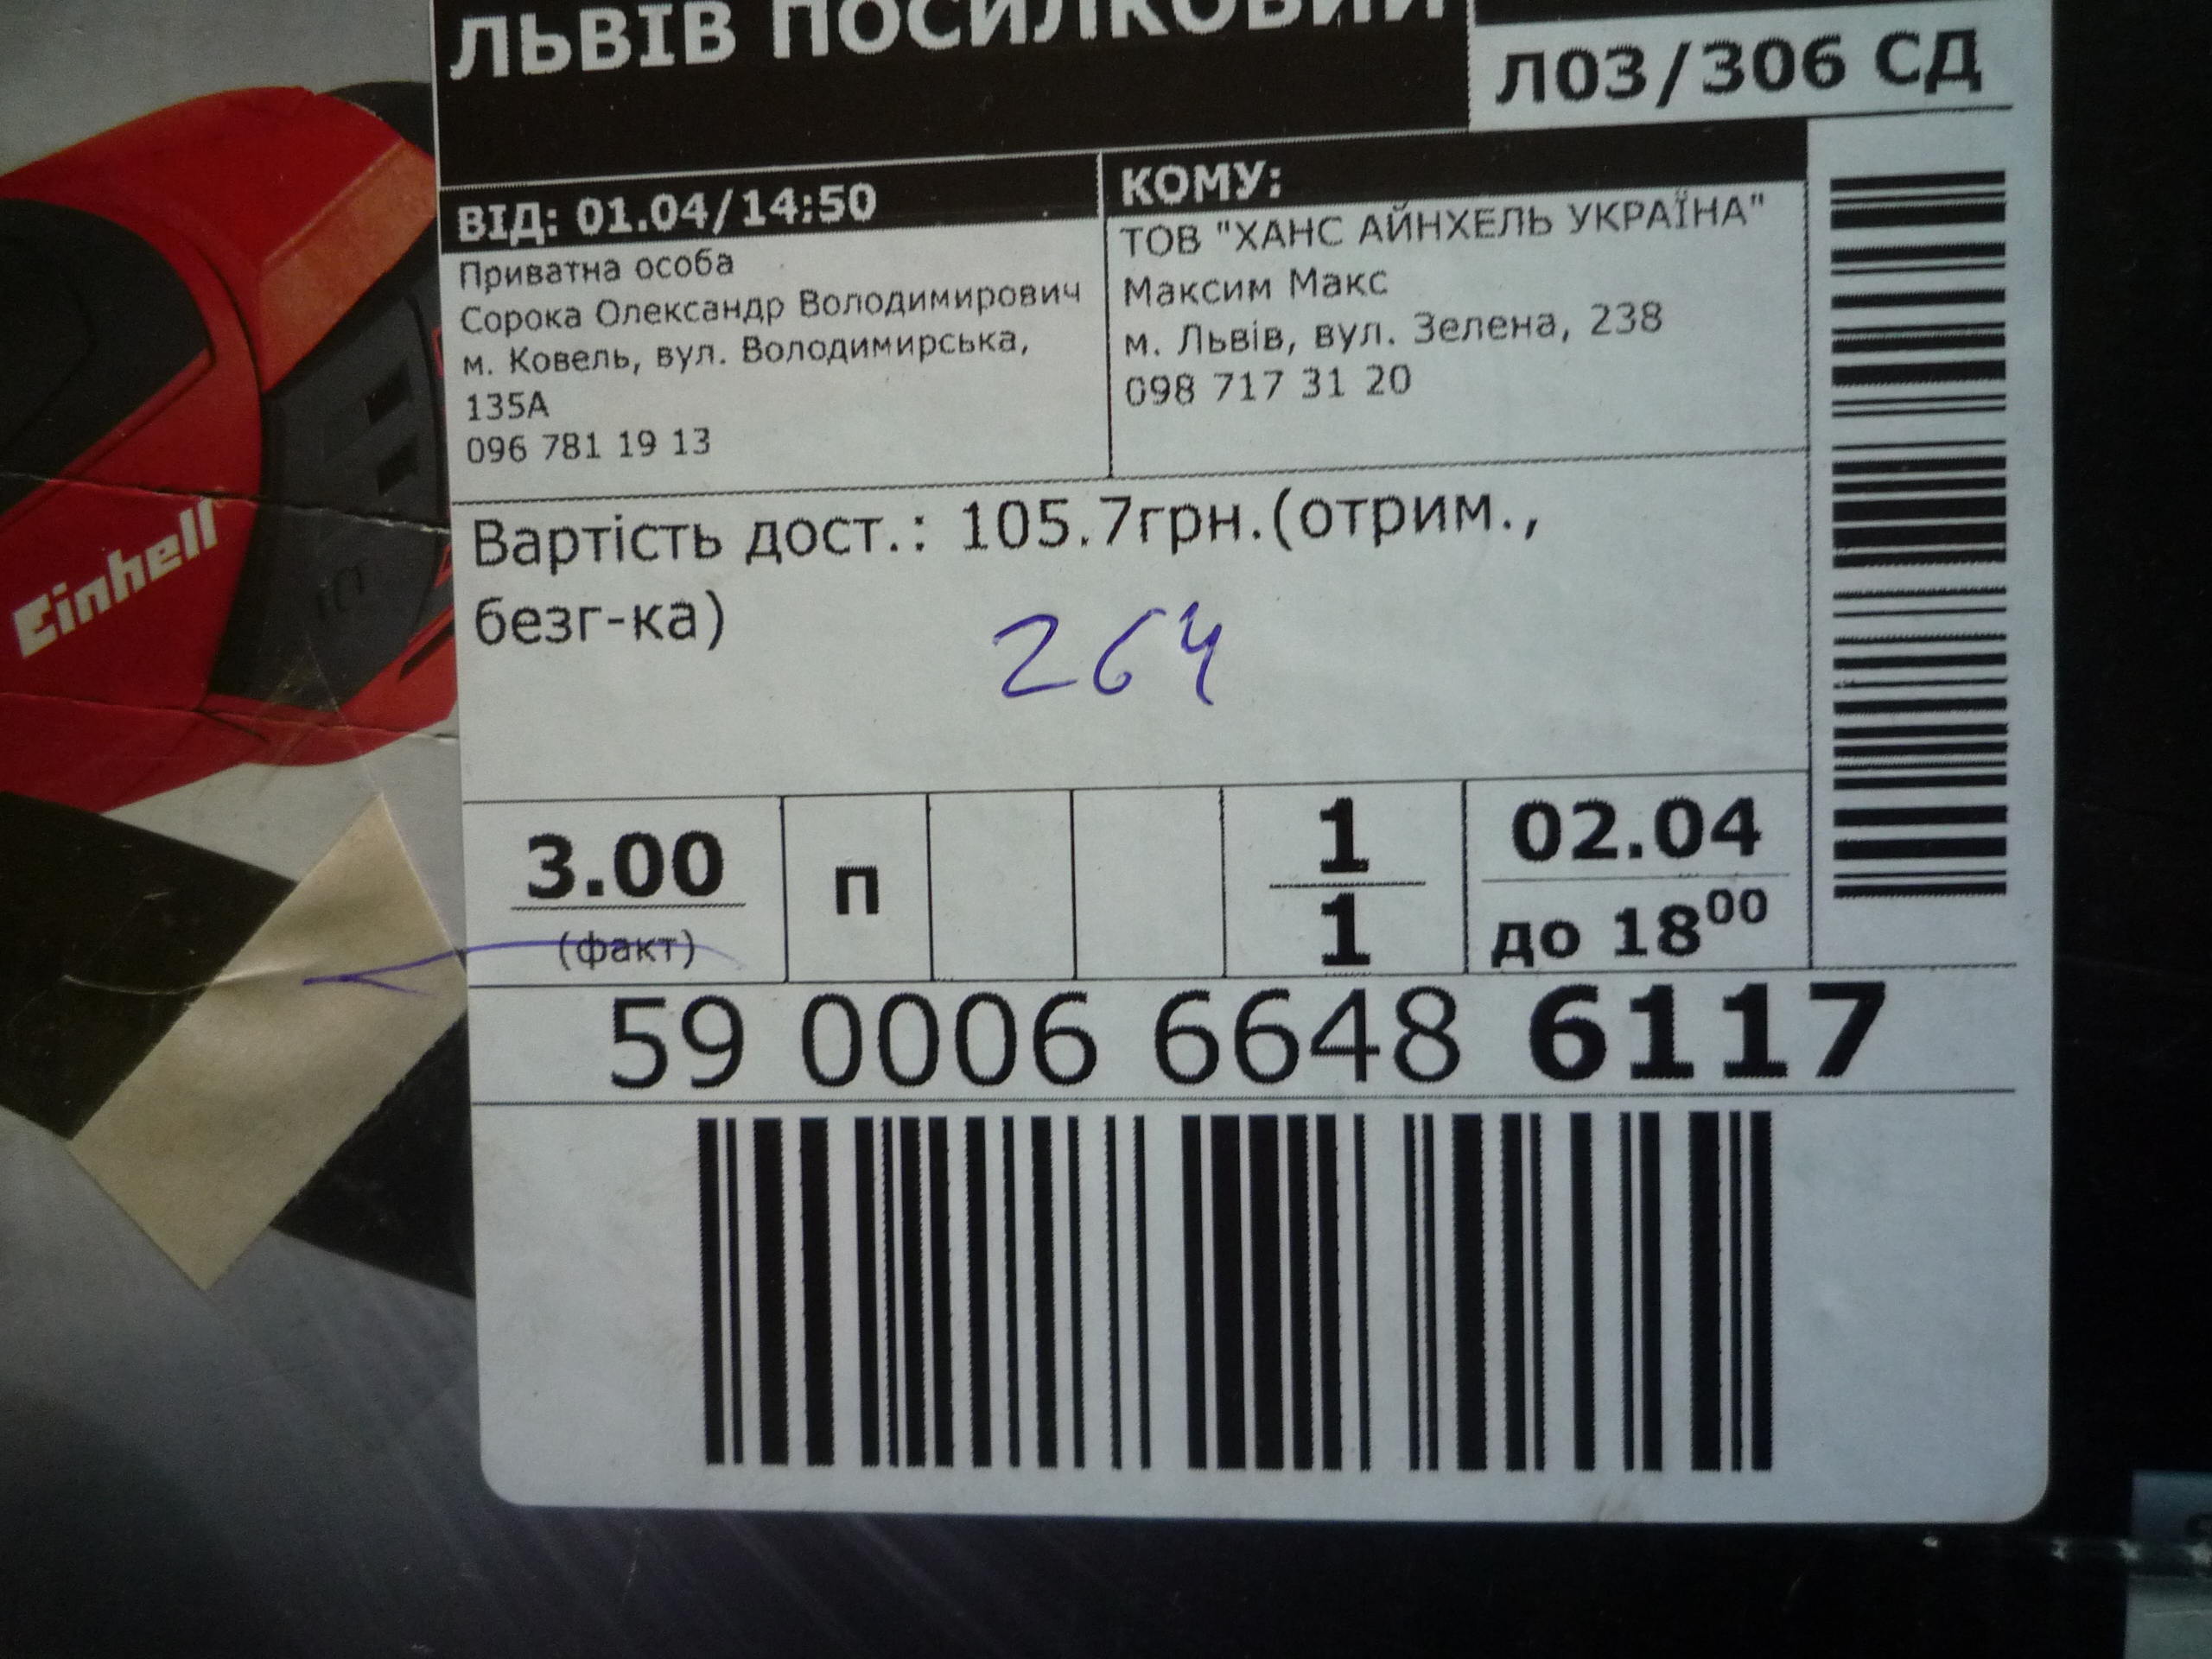 ЛЬВІВ ПОСИЛКОВИЙ
Л03/306 СД
ВІД: 01.04/14:50
Приватна особа
Сорока Олександр Володимирович
м. Ковель, вул. Володимирська,
135А
096 781 19 13
КОМУ:
ТОВ "ХАНС АЙНХЕЛЬ УКРАЇНА"
Максим Макс
м. Львів, вул. Зелена, 238
098 717 31 20
Einhell
Вартість дост.: 105.7грн.(отрим.,
безг-ка)
264
3.00
(факт)
п
1
1
02.04
до 18⁰⁰
59 0006 6648 6117